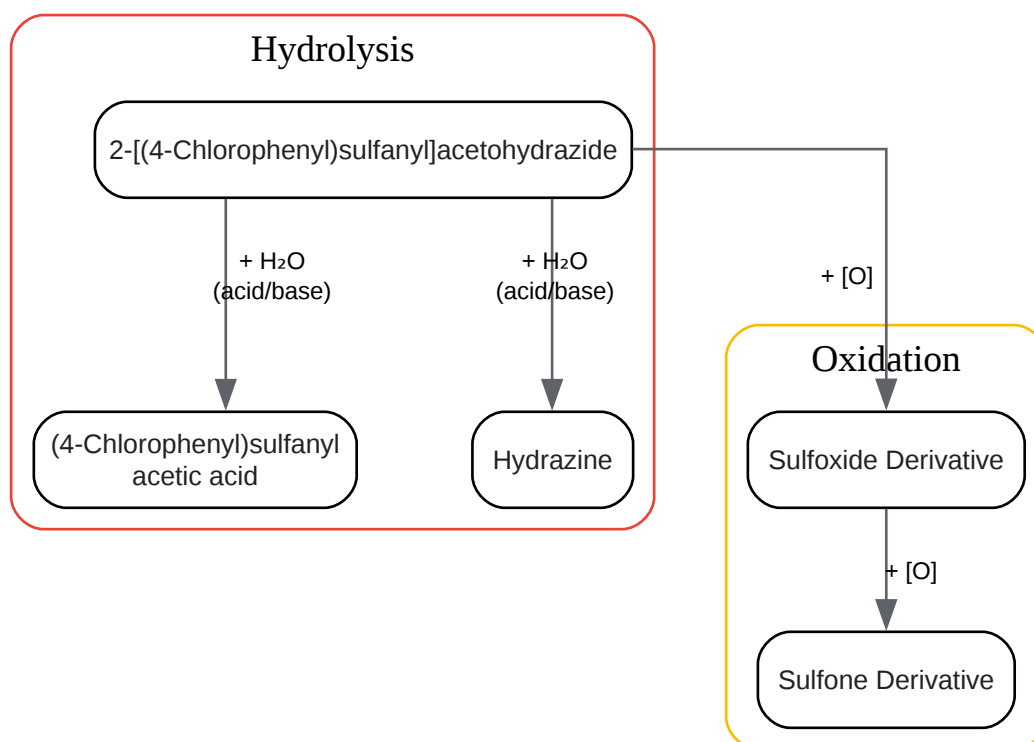 Hydrolysis
2-[(4-Chlorophenyl)sulfanyl]acetohydrazide
+ H₂O
(acid/base)
+ H₂O
(acid/base)
+ [O]
Oxidation
(4-Chlorophenyl)sulfanyl
acetic acid
Hydrazine
Sulfoxide Derivative
+ [O]
Sulfone Derivative